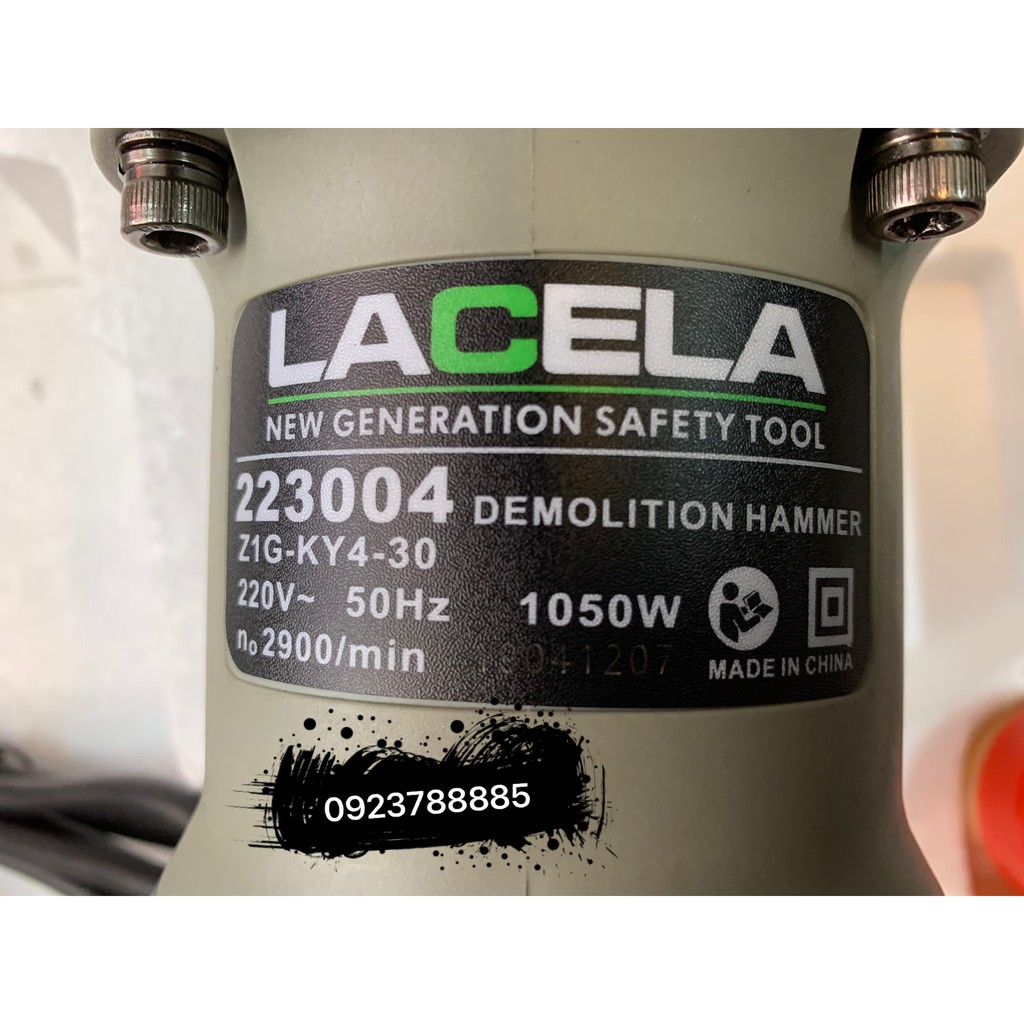 LACELA
NEW GENERATION SAFETY TOOL
223004 DEMOLITION HAMMER
Z1G-KY4-30
220V~ 50Hz 1050W
n₀ 2900/min
MADE IN CHINA
0923788885